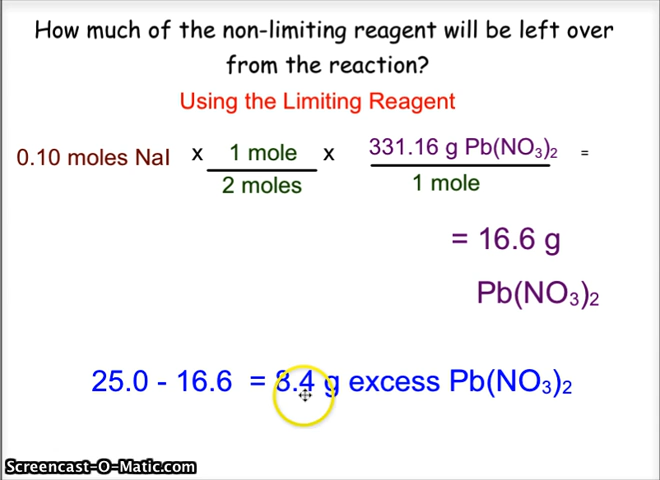 How much of the non-limiting reagent will be left over
from the reaction?
Using the Limiting Reagent
0.10 moles NaI x 1 mole x 331.16 g Pb(NO₃)₂ =
2 moles 1 mole
= 16.6 g
Pb(NO₃)₂
25.0 - 16.6 = 8.4 g excess Pb(NO₃)₂
Screencast-O-Matic.com